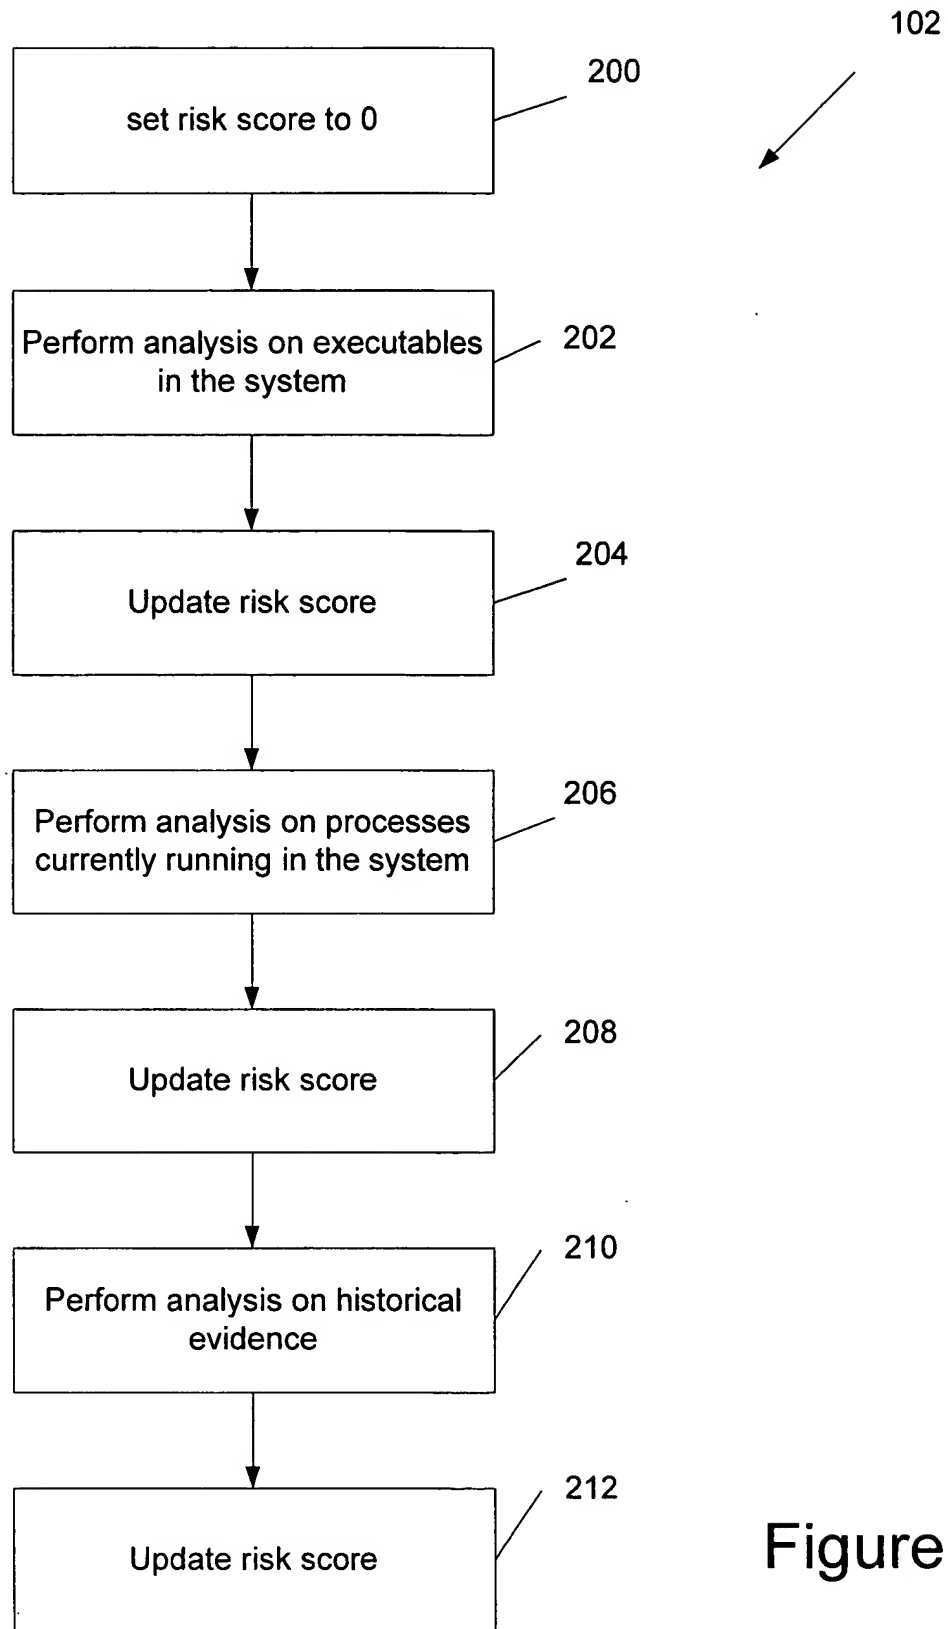 102
200
set risk score to 0
202
Perform analysis on executables
in the system
204
Update risk score
206
Perform analysis on processes
currently running in the system
208
Update risk score
210
Perform analysis on historical
evidence
212
Update risk score
Figure